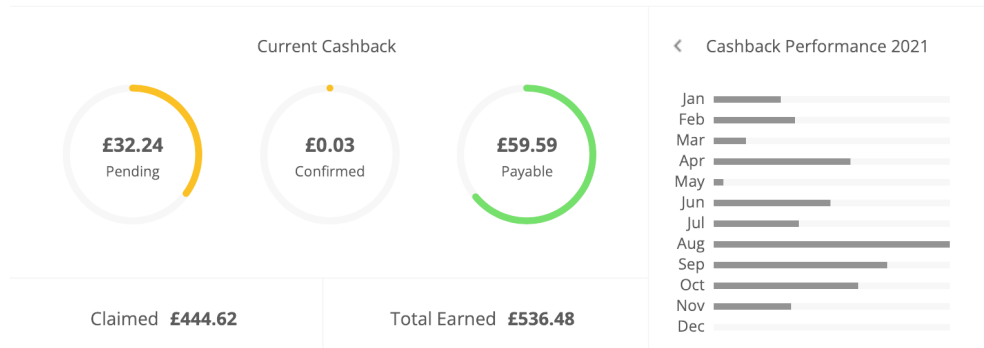 Current Cashback
£32.24
Pending
£0.03
Confirmed
£59.59
Payable
Claimed £444.62
Total Earned £536.48
Cashback Performance 2021
Jan
Feb
Mar
Apr
May
Jun
Jul
Aug
Sep
Oct
Nov
Dec